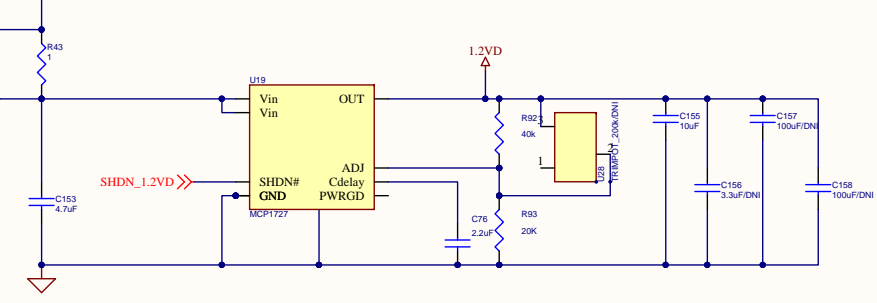 1.2VD
R43
1
U19
Vin
OUT
Vin
R92
3
40k
C155
10uF
C157
100uF/DNI
TRIMPOT_200k/DNI
U28
2
1
ADJ
SHDN_1.2VD
SHDN#
Cdelay
GND
PWRGD
MCP1727
C153
4.7uF
C156
3.3uF/DNI
C158
100uF/DNI
C76
2.2uF
R93
20K